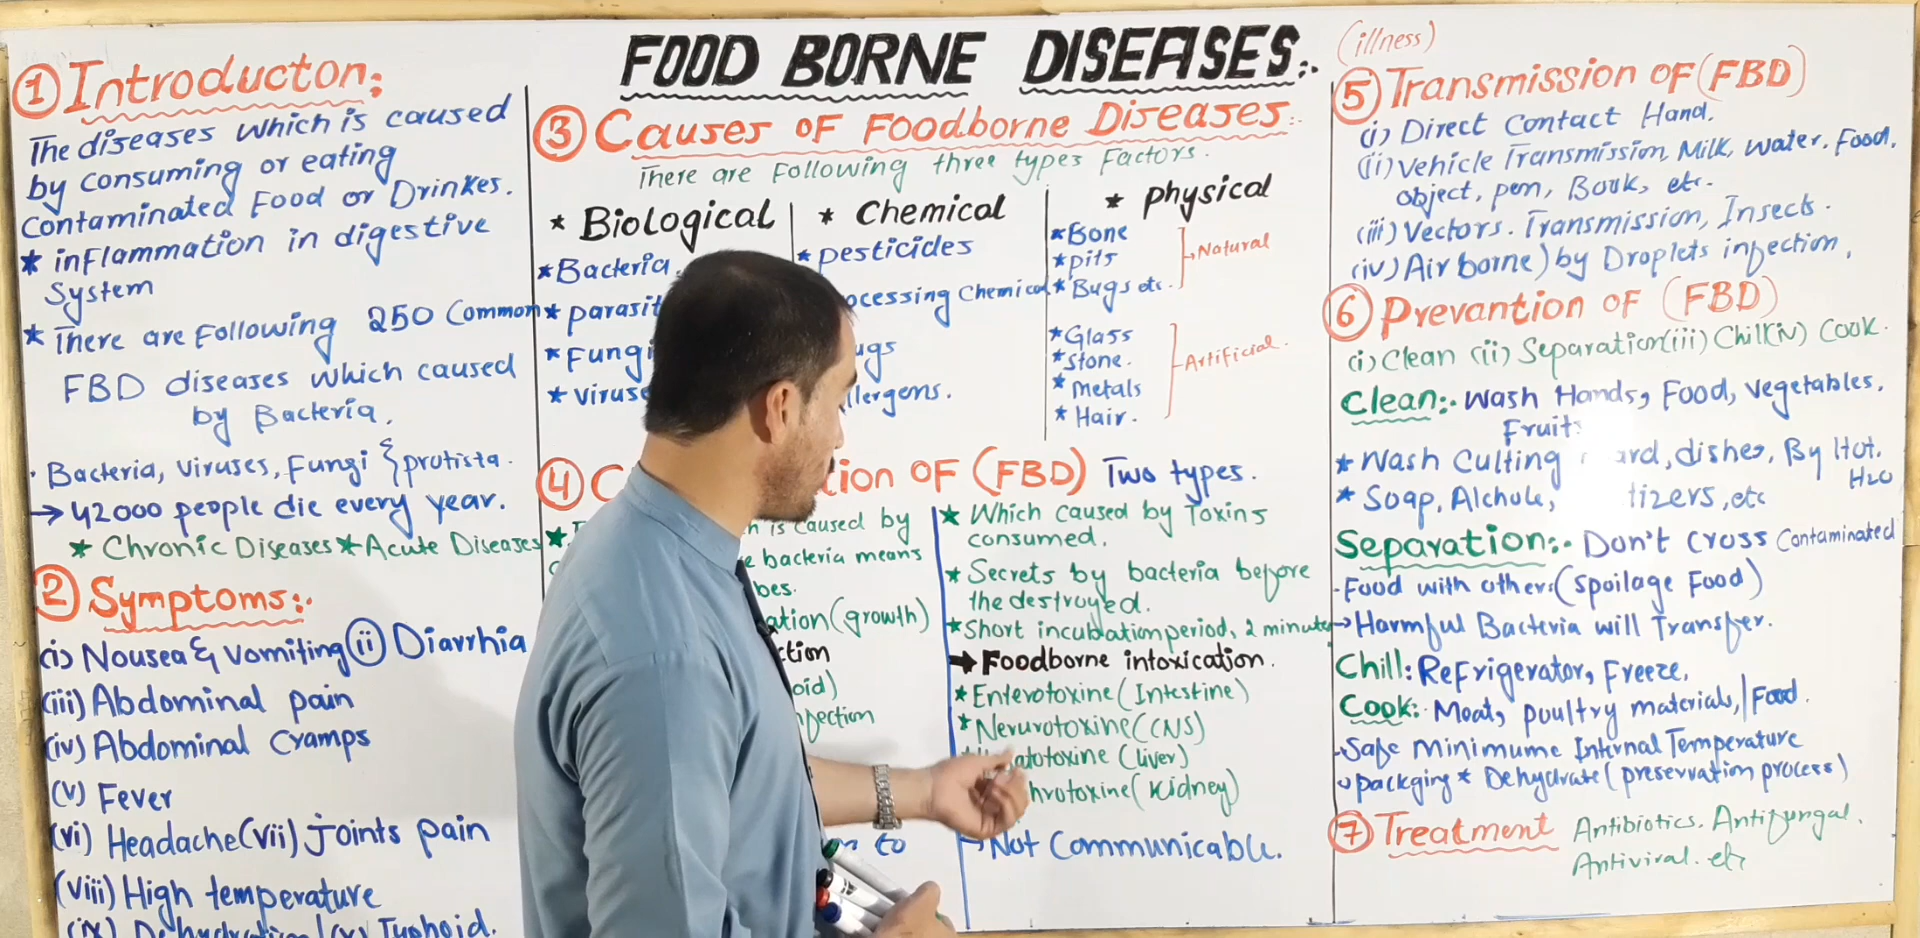 FOOD BORNE DISEASES:.
(illness)
① Introducton:
The diseases which is caused
by consuming or eating
Contaminated Food or Drinkes.
* inflammation in digestive
System
* There are Following 250 Common
FBD diseases which caused
by Bacteria.
· Bacteria, viruses, Fungi & protista.
→ 42000 people die every year.
* Chronic Diseases * Acute Diseases
② Symptoms:.
(i) Nousea & vomiting (ii) Diarrhia
(iii) Abdominal pain
(iv) Abdominal Cramps
(v) Fever
(vi) Headache (vii) joints pain
(viii) High temperature
③ Causes OF Foodborne Diseases:.
There are Following three types Factors.
* Biological
* Bacteria
* parasit
* Fungi
* Viruse
* Chemical
* pesticides
ocessing Chemical
ugs
llergens.
* physical
* Bone
* pits
* Bugs etc.
→ Natural
* Glass
* Stone.
* Metals
* Hair.
Artificial.
④ C ion OF (FBD) Two types.
is caused by
bacteria means
bes.
ation (growth)
ction
oid)
fection
to
* Which caused by Toxins
consumed.
* Secrets by bacteria before
the destroyed.
* Short incubation period, 2 minute
→ Foodborne intoxication.
* Enterotoxine (Intestine)
* Nerurotoxine (CNS)
atotoxine (liver)
hrotoxine (Kidney)
→ Not Communicable.
⑤ Transmission OF (FBD)
(i) Direct Contact Hand.
(ii) Vehicle Transmission, Milk, water, Food,
object, pen, Book, etc.
(iii) Vectors. Transmission, Insects.
(iv) Air borne) by Droplets infection,
⑥ Prevantion OF (FBD)
(i) Clean (ii) Separation (iii) Chill (iv) Cook.
Clean:. Wash Hands, Food, vegetables,
Fruit
* Wash Culting ard, dishes, By Hot.
H2O
* Soap, Alchole, tizers, etc
Separation:. Don't Cross Contaminated
- Food with others (Spoilage Food)
→ Harmful Bacteria will Transfer.
Chill: Refrigerator, Freeze,
Cook: Moat, poultry materials, | Food.
Safe Minimume Internal Temperature
packging * Dehydrate (preservation process)
⑦ Treatment Antibiotics. Antifungal.
Antiviral. etc